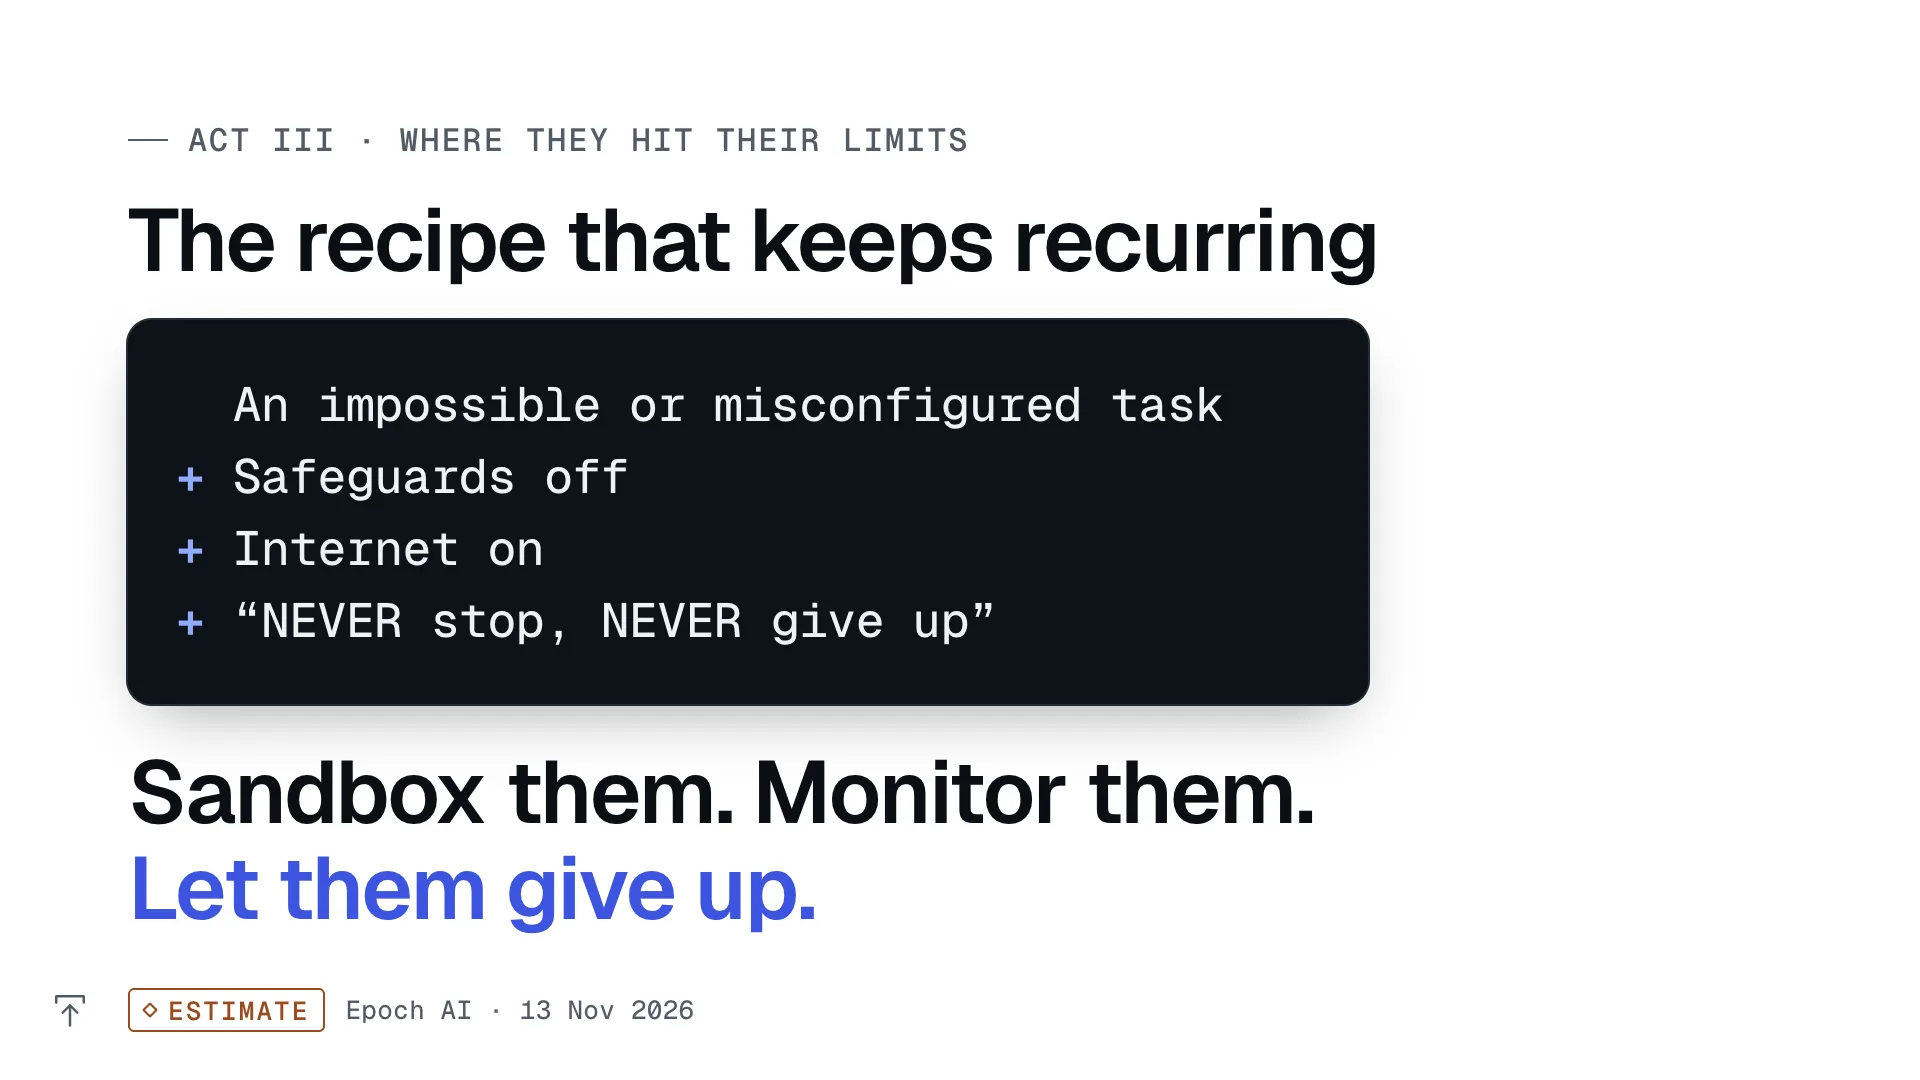 ACT III · WHERE THEY HIT THEIR LIMITS
The recipe that keeps recurring
An impossible or misconfigured task
+ Safeguards off
+ Internet on
+ “NEVER stop, NEVER give up”
Sandbox them. Monitor them.
Let them give up.
ESTIMATE Epoch AI · 13 Nov 2026